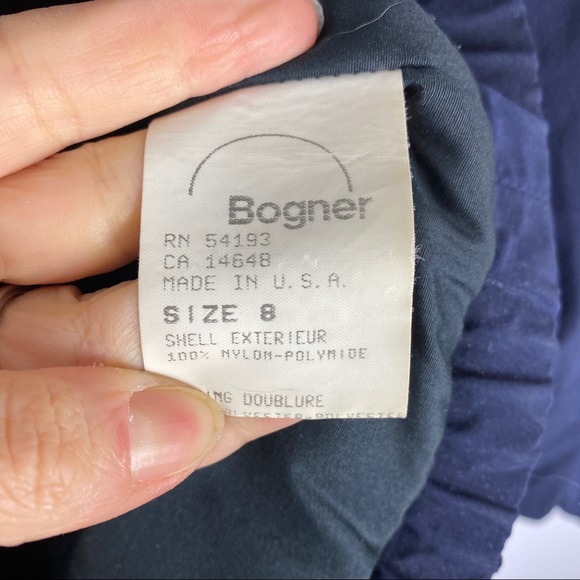 Bogner
RN 54193
CA 14648
MADE IN U.S.A.
SIZE 8
SHELL EXTERIEUR
100% NYLON-POLYMIDE
DOUBLURE